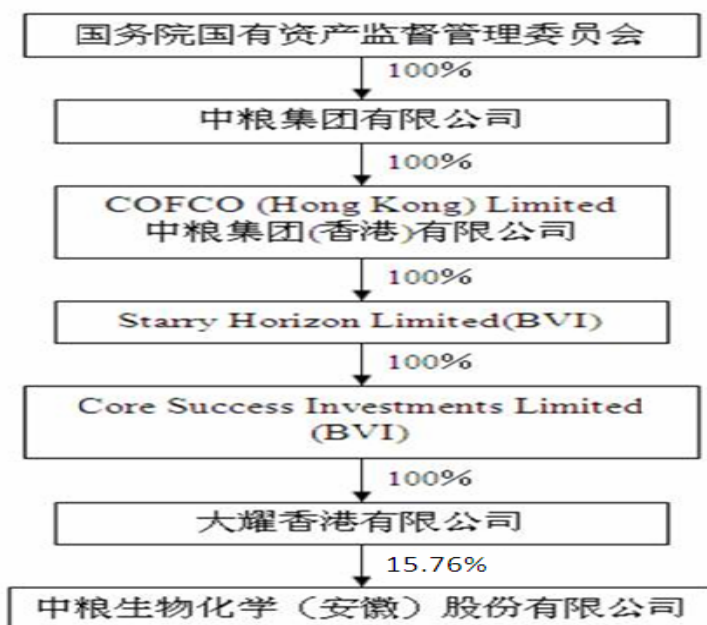 国务院国有资产监督管理委员会
100%
中粮集团有限公司
100%
COFCO (Hong Kong) Limited
中粮集团(香港)有限公司
100%
Starry Horizon Limited(BVI)
100%
Core Success Investments Limited
(BVI)
100%
大耀香港有限公司
15.76%
中粮生物化学（安徽）股份有限公司